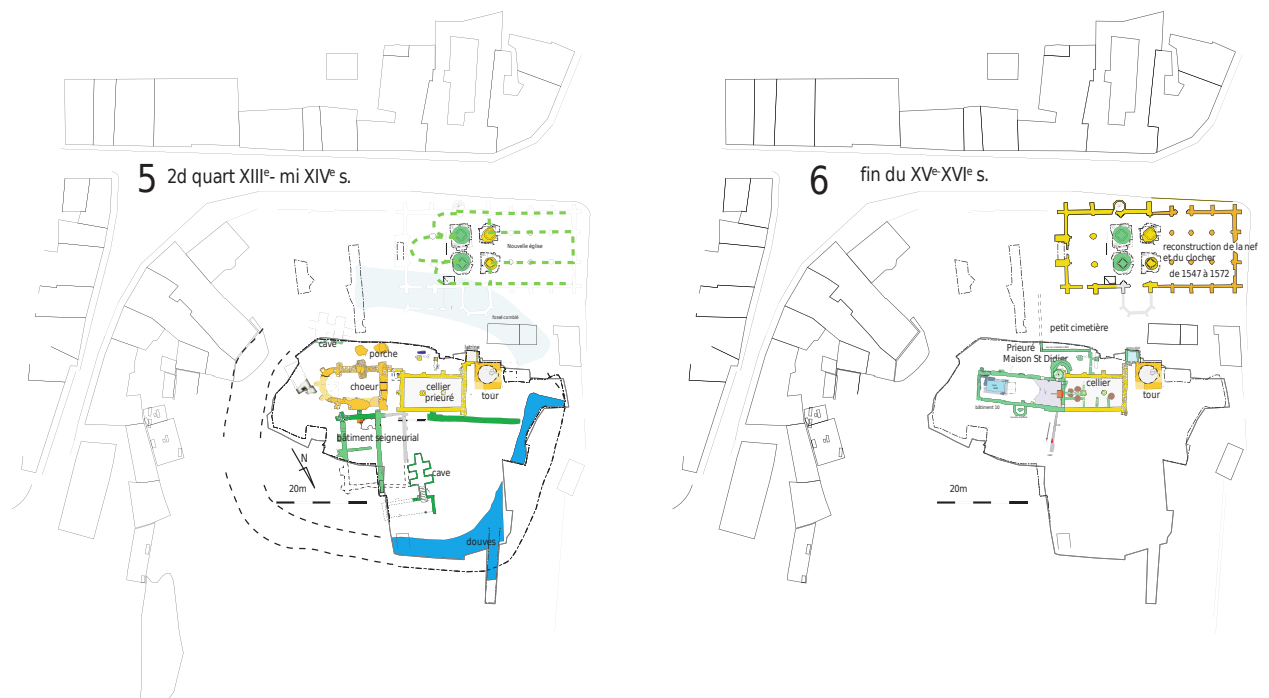 5 2d quart XIIIe- mi XIVe s.
Nouvelle église
fossé comblé
cave
porche
latrine
choeur
cellier
prieuré
tour
bâtiment seigneurial
N
cave
20m
douves
6 fin du XVe-XVIe s.
reconstruction de la nef
et du clocher
de 1547 à 1572
petit cimetière
Prieuré
Maison St Didier
cellier
tour
bâtiment 10
20m